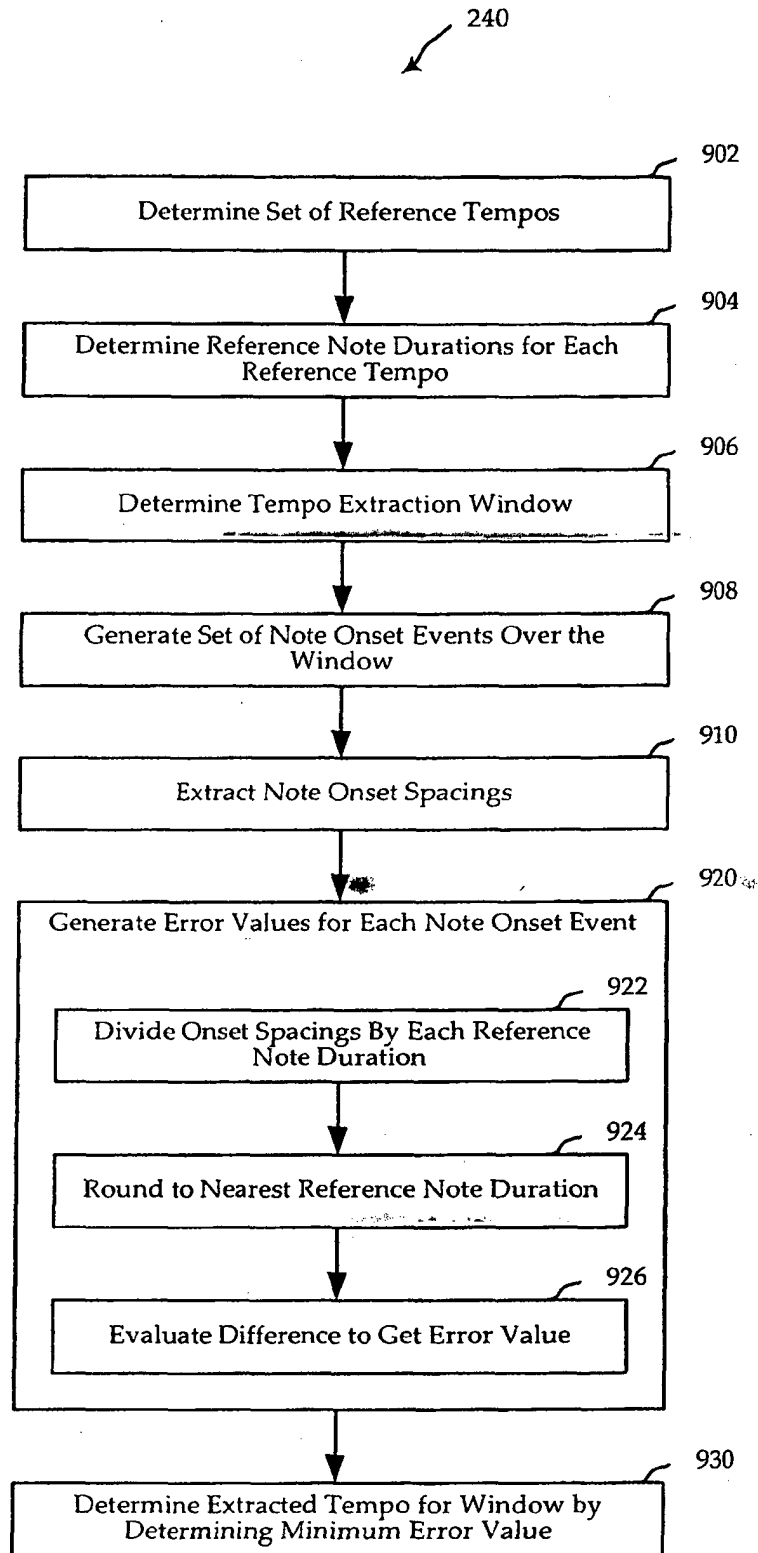 240
902
Determine Set of Reference Tempos
904
Determine Reference Note Durations for Each
Reference Tempo
906
Determine Tempo Extraction Window
908
Generate Set of Note Onset Events Over the
Window
910
Extract Note Onset Spacings
920
Generate Error Values for Each Note Onset Event
922
Divide Onset Spacings By Each Reference
Note Duration
924
Round to Nearest Reference Note Duration
926
Evaluate Difference to Get Error Value
930
Determine Extracted Tempo for Window by
Determining Minimum Error Value